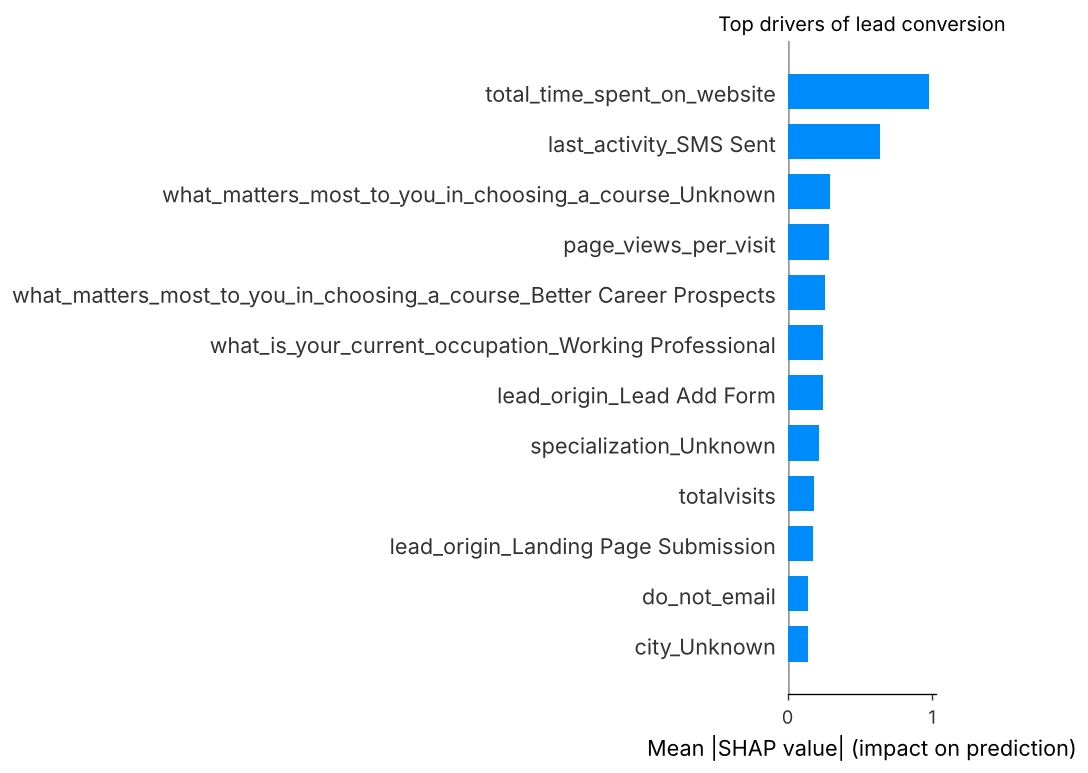 Top drivers of lead conversion
total_time_spent_on_website
last_activity_SMS Sent
what_matters_most_to_you_in_choosing_a_course_Unknown
page_views_per_visit
what_matters_most_to_you_in_choosing_a_course_Better Career Prospects
what_is_your_current_occupation_Working Professional
lead_origin_Lead Add Form
specialization_Unknown
totalvisits
lead_origin_Landing Page Submission
do_not_email
city_Unknown
0 1
Mean |SHAP value| (impact on prediction)